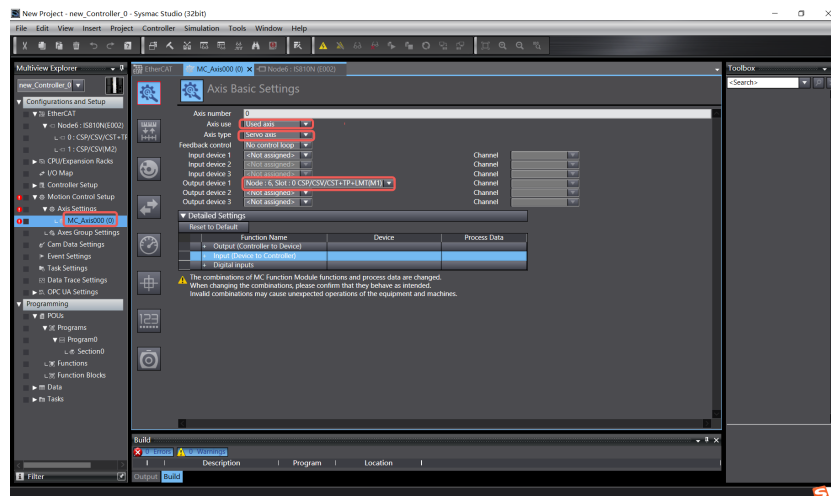 New Project - new_Controller_0 - Sysmac Studio (32bit)
File Edit View Insert Project Controller Simulation Tools Window Help
Multiview Explorer
new_Controller_0
Configurations and Setup
EtherCAT
Node6 : IS810N(E002)
0 : CSP/CSV/CST+TP
1 : CSP/CSV(M2)
CPU/Expansion Racks
I/O Map
Controller Setup
Motion Control Setup
Axis Settings
MC_Axis000 (0)
Axes Group Settings
Cam Data Settings
Event Settings
Task Settings
Data Trace Settings
OPC UA Settings
Programming
POUs
Programs
Program0
Section0
Functions
Function Blocks
Data
Tasks
Filter
EtherCAT
MC_Axis000 (0)
Node6 : IS810N (E002)
Axis Basic Settings
Axis number 0
Axis use Used axis
Axis type Servo axis
Feedback control No control loop
Input device 1 <Not assigned> Channel
Input device 2 <Not assigned> Channel
Input device 3 <Not assigned> Channel
Output device 1 Node : 6, Slot : 0 CSP/CSV/CST+TP+LMT(M1) Channel
Output device 2 <Not assigned> Channel
Output device 3 <Not assigned> Channel
Detailed Settings
Reset to Default
Function Name Device Process Data
+ Output (Controller to Device)
+ Input (Device to Controller)
+ Digital inputs
The combinations of MC Function Module functions and process data are changed.
When changing the combinations, please confirm that they behave as intended.
Invalid combinations may cause unexpected operations of the equipment and machines.
123
Build
0 Errors 0 Warnings
Description Program Location
Output Build
Toolbox
<Search>